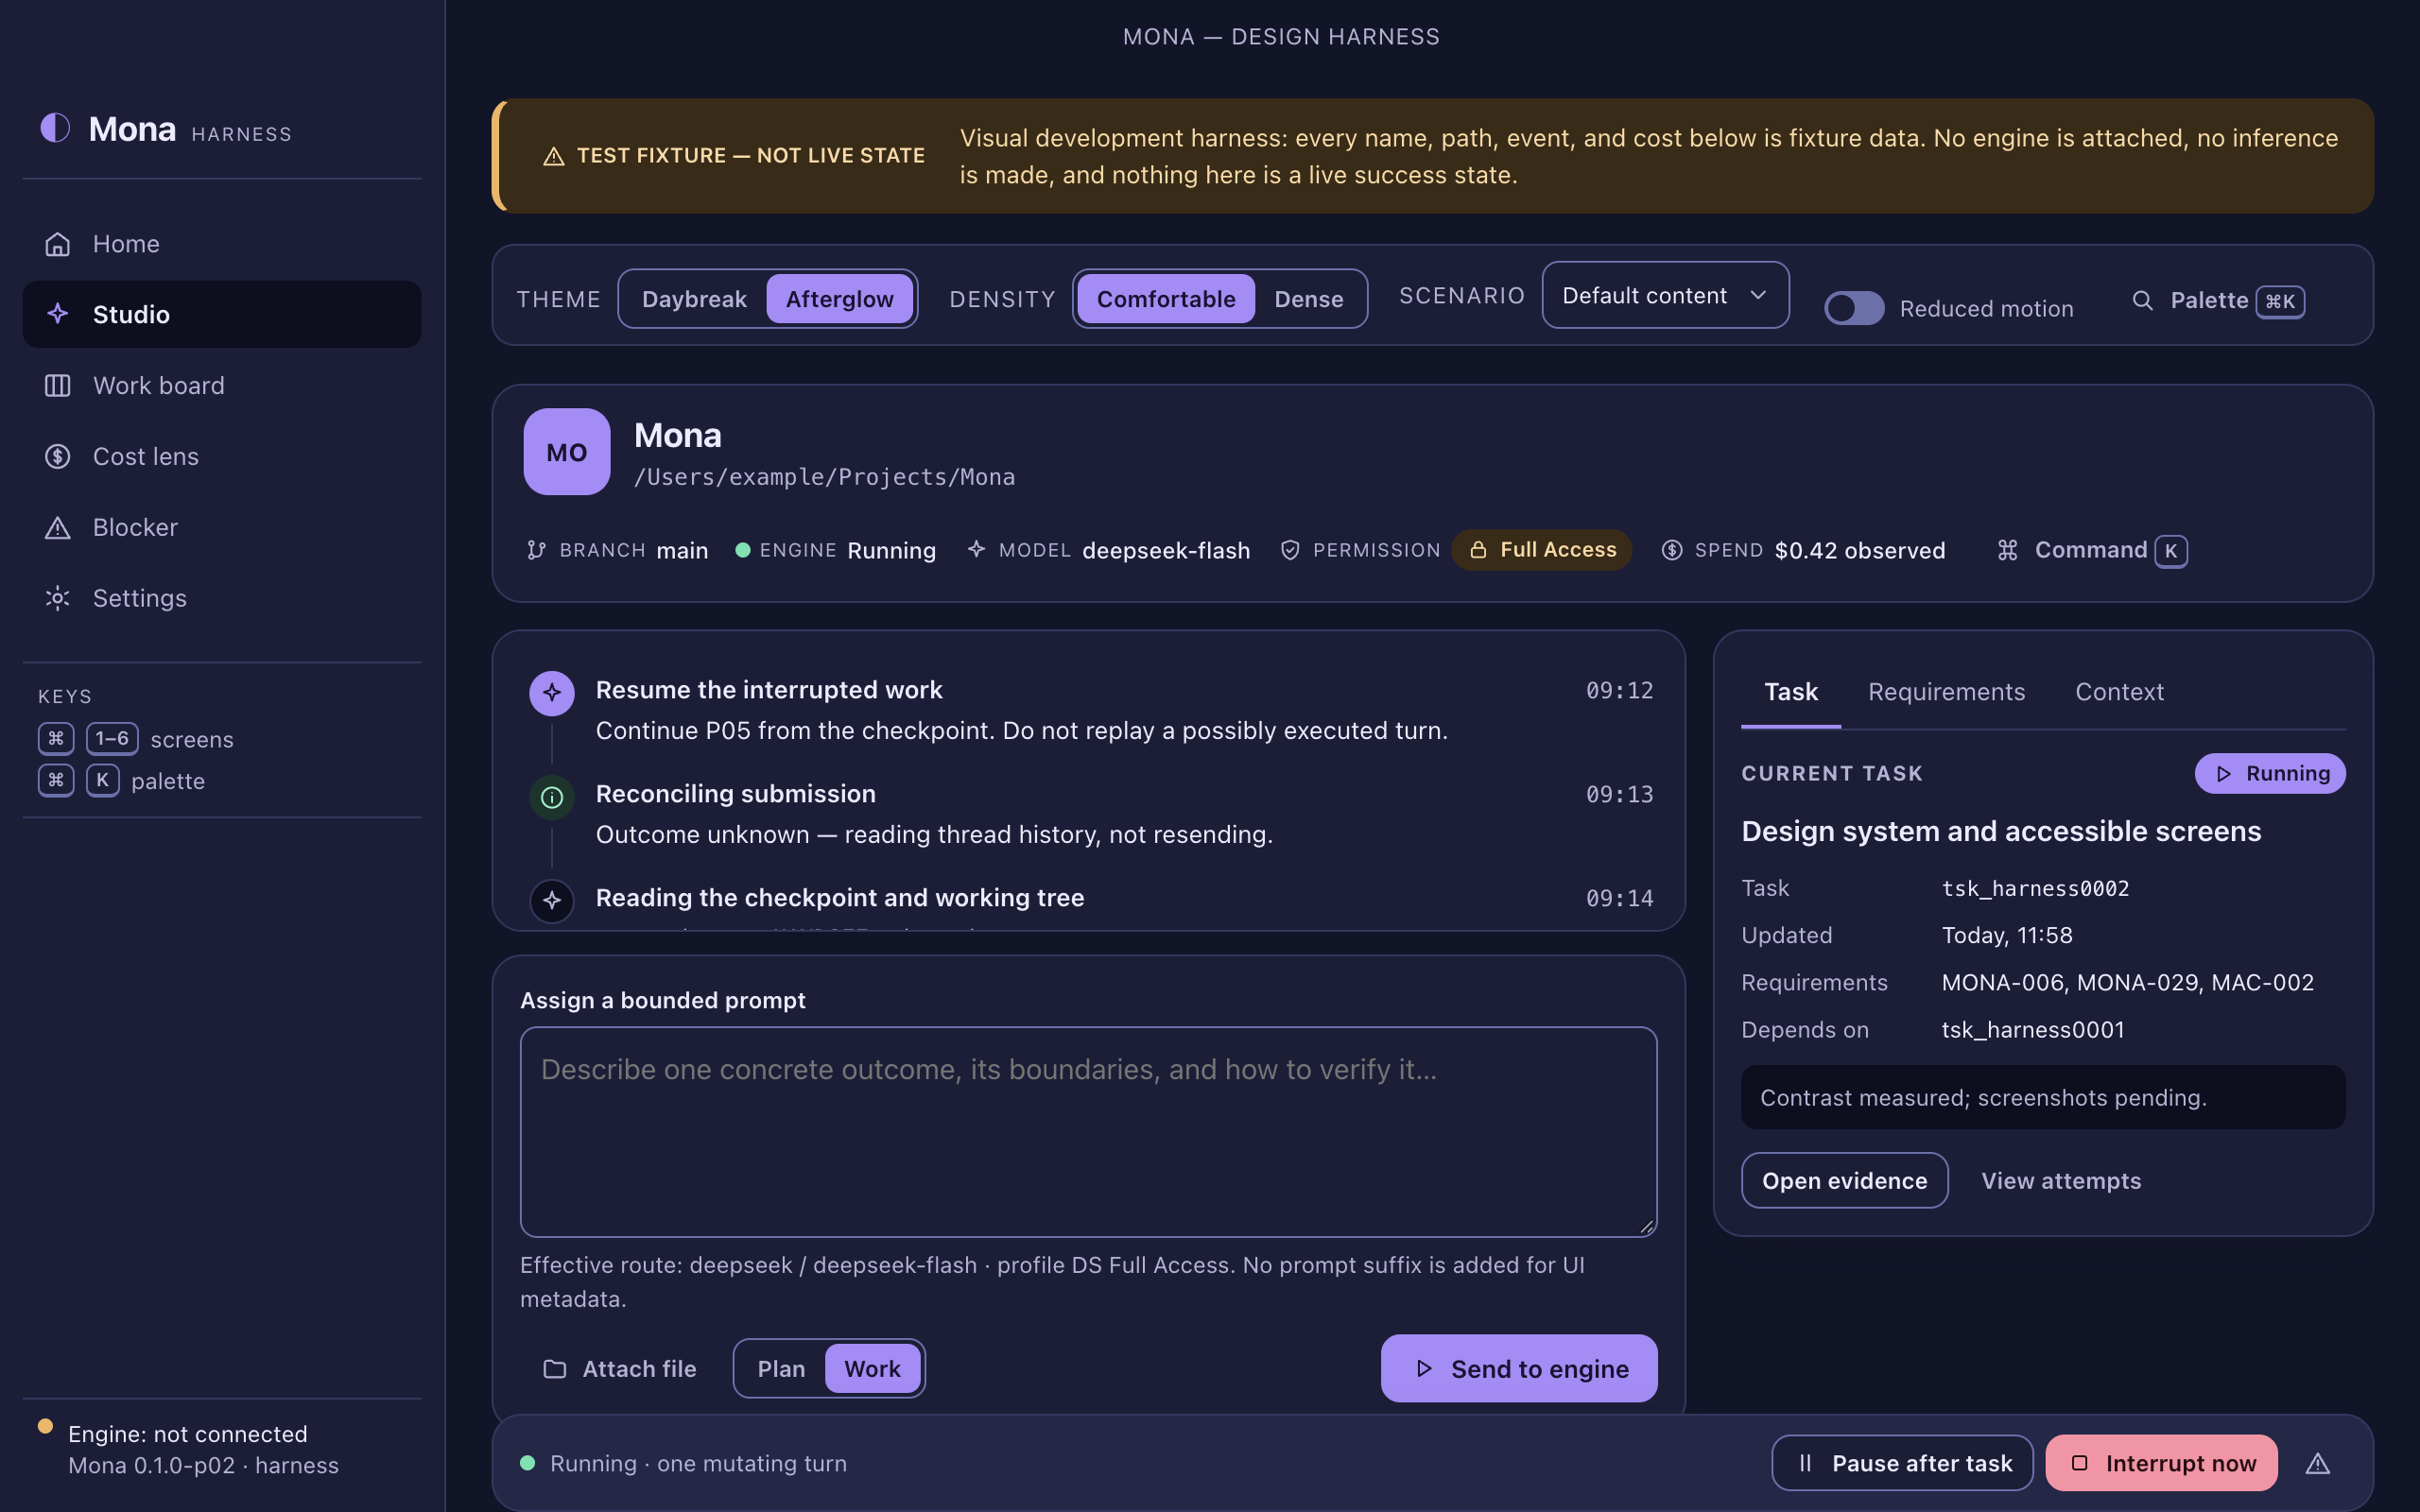 MONA — DESIGN HARNESS
Mona HARNESS
Home
Studio
Work board
Cost lens
Blocker
Settings
KEYS
⌘ 1–6 screens
⌘ K palette
Engine: not connected
Mona 0.1.0-p02 · harness
TEST FIXTURE — NOT LIVE STATE
Visual development harness: every name, path, event, and cost below is fixture data. No engine is attached, no inference
is made, and nothing here is a live success state.
THEME Daybreak Afterglow DENSITY Comfortable Dense SCENARIO Default content Reduced motion Palette ⌘K
MO
Mona
/Users/example/Projects/Mona
BRANCH main ENGINE Running MODEL deepseek-flash PERMISSION Full Access SPEND $0.42 observed ⌘ Command K
Resume the interrupted work 09:12
Continue P05 from the checkpoint. Do not replay a possibly executed turn.
Reconciling submission 09:13
Outcome unknown — reading thread history, not resending.
Reading the checkpoint and working tree 09:14
Assign a bounded prompt
Describe one concrete outcome, its boundaries, and how to verify it…
Effective route: deepseek / deepseek-flash · profile DS Full Access. No prompt suffix is added for UI
metadata.
Attach file Plan Work Send to engine
Task Requirements Context
CURRENT TASK Running
Design system and accessible screens
Task tsk_harness0002
Updated Today, 11:58
Requirements MONA-006, MONA-029, MAC-002
Depends on tsk_harness0001
Contrast measured; screenshots pending.
Open evidence View attempts
Running · one mutating turn Pause after task Interrupt now